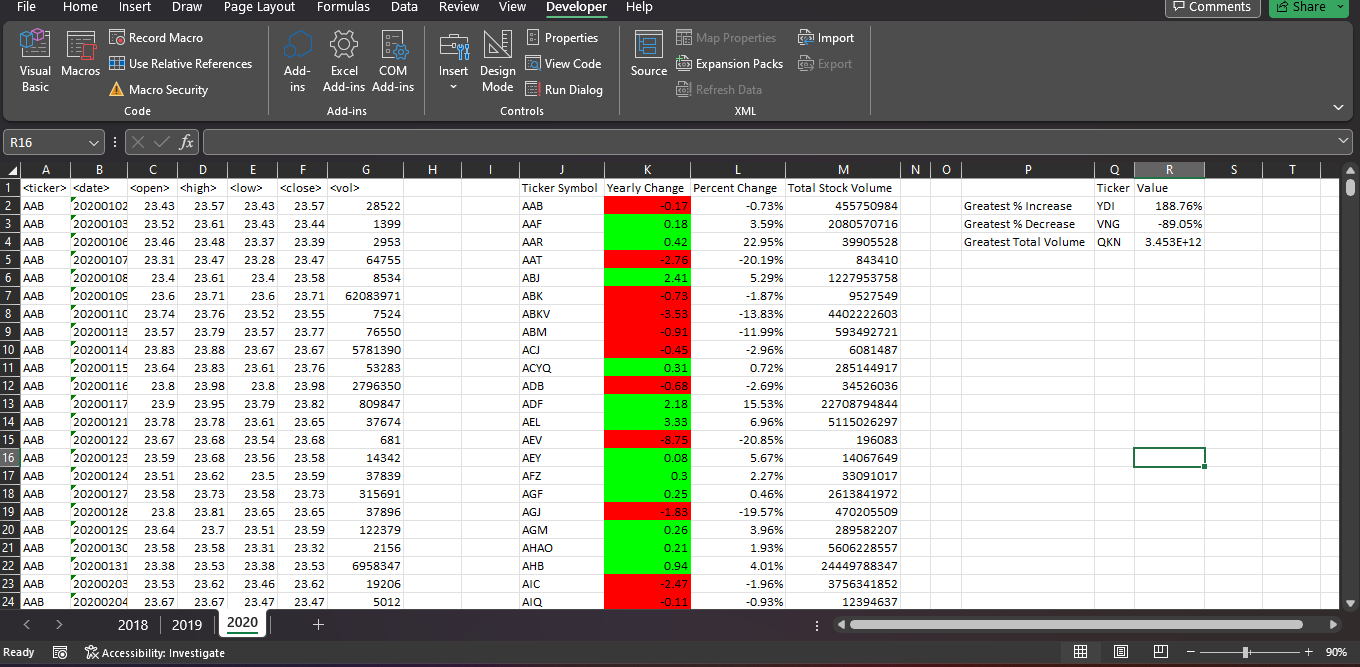 File Home Insert Draw Page Layout Formulas Data Review View Developer Help Comments Share
Visual Basic
Macros
Record Macro
Use Relative References
Macro Security
Code
Add-ins
Excel Add-ins
COM Add-ins
Add-ins
Insert
Design Mode
Properties
View Code
Run Dialog
Controls
Source
Map Properties
Expansion Packs
Refresh Data
Import
Export
XML
R16 fx
A B C D E F G H I J K L M N O P Q R S T
1 <ticker> <date> <open> <high> <low> <close> <vol> Ticker Symbol Yearly Change Percent Change Total Stock Volume Ticker Value
2 AAB 20200102 23.43 23.57 23.43 23.57 28522 AAB -0.17 -0.73% 455750984 Greatest % Increase YDI 188.76%
3 AAB 20200103 23.52 23.61 23.43 23.44 1399 AAF 0.18 3.59% 2080570716 Greatest % Decrease VNG -89.05%
4 AAB 20200106 23.46 23.48 23.37 23.39 2953 AAR 0.42 22.95% 39905528 Greatest Total Volume QKN 3.453E+12
5 AAB 20200107 23.31 23.47 23.28 23.47 64755 AAT -2.76 -20.19% 843410
6 AAB 20200108 23.4 23.61 23.4 23.58 8534 ABJ 2.41 5.29% 1227953758
7 AAB 20200109 23.6 23.71 23.6 23.71 62083971 ABK -0.73 -1.87% 9527549
8 AAB 20200110 23.74 23.76 23.52 23.55 7524 ABKV -3.53 -13.83% 4402222603
9 AAB 20200113 23.57 23.79 23.57 23.77 76550 ABM -0.91 -11.99% 593492721
10 AAB 20200114 23.83 23.88 23.67 23.67 5781390 ACJ -0.45 -2.96% 6081487
11 AAB 20200115 23.64 23.83 23.61 23.76 53283 ACYQ 0.31 0.72% 285144917
12 AAB 20200116 23.8 23.98 23.8 23.98 2796350 ADB -0.68 -2.69% 34526036
13 AAB 20200117 23.9 23.95 23.79 23.82 809847 ADF 2.18 15.53% 22708794844
14 AAB 20200121 23.78 23.78 23.61 23.65 37674 AEL 3.33 6.96% 5115026297
15 AAB 20200122 23.67 23.68 23.54 23.68 681 AEV -8.75 -20.85% 196083
16 AAB 20200123 23.59 23.68 23.56 23.58 14342 AEY 0.08 5.67% 14067649
17 AAB 20200124 23.51 23.62 23.5 23.59 37839 AFZ 0.3 2.27% 33091017
18 AAB 20200127 23.58 23.73 23.58 23.73 315691 AGF 0.25 0.46% 2613841972
19 AAB 20200128 23.8 23.81 23.65 23.65 37896 AGJ -1.83 -19.57% 470205509
20 AAB 20200129 23.64 23.7 23.51 23.59 122379 AGM 0.26 3.96% 289582207
21 AAB 20200130 23.58 23.58 23.31 23.32 2156 AHAO 0.21 1.93% 5606228557
22 AAB 20200131 23.38 23.53 23.38 23.53 6958347 AHB 0.94 4.01% 24449788347
23 AAB 20200203 23.53 23.62 23.46 23.62 19206 AIC -2.47 -1.96% 3756341852
24 AAB 20200204 23.67 23.67 23.47 23.47 5012 AIQ -0.11 -0.93% 12394637
2018 2019 2020
Ready Accessibility: Investigate 90%